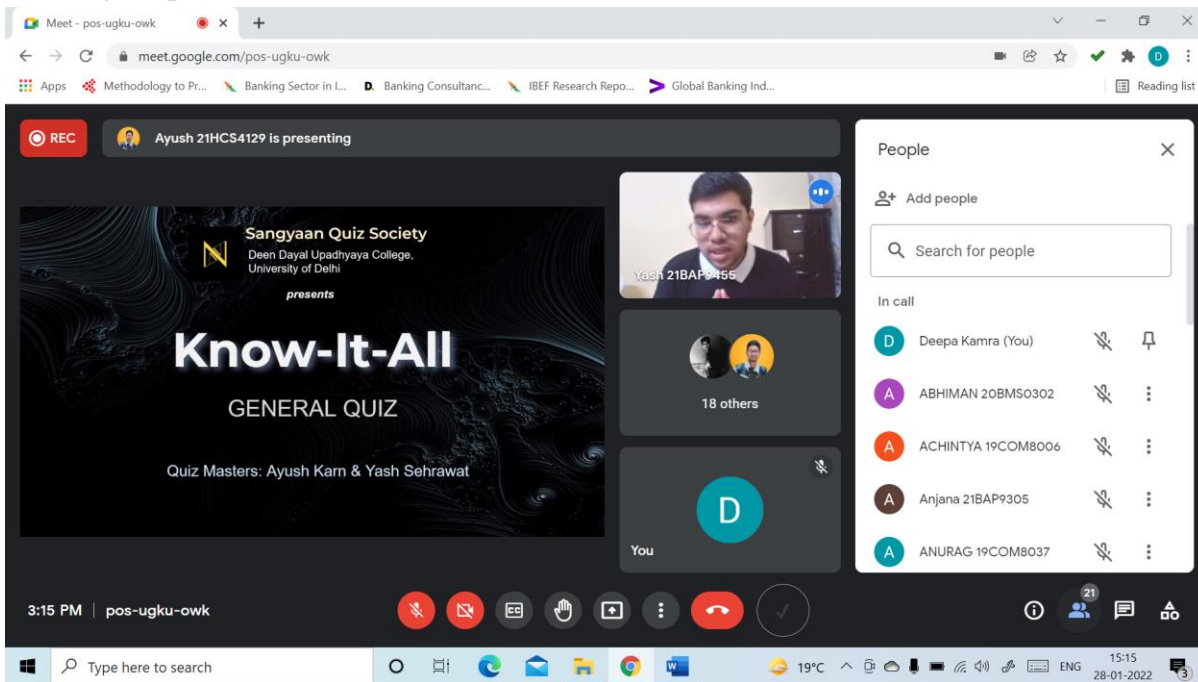 Meet - pos-ugku-owk
meet.google.com/pos-ugku-owk
Apps
Methodology to Pr...
Banking Sector in I...
D. Banking Consultanc...
IBEF Research Repo...
Global Banking Ind...
Reading list
REC
Ayush 21HCS4129 is presenting
Sangyaan Quiz Society
Deen Dayal Upadhyaya College,
University of Delhi
presents
Know-It-All
GENERAL QUIZ
Quiz Masters: Ayush Karn & Yash Sehrawat
Yash 21BAP9455
18 others
D
You
People
Add people
Search for people
In call
D Deepa Kamra (You)
A ABHIMAN 20BMS0302
A ACHINTYA 19COM8006
A Anjana 21BAP9305
A ANURAG 19COM8037
3:15 PM | pos-ugku-owk
CC
21
Type here to search
W
19°C
ENG
15:15
28-01-2022
3
D